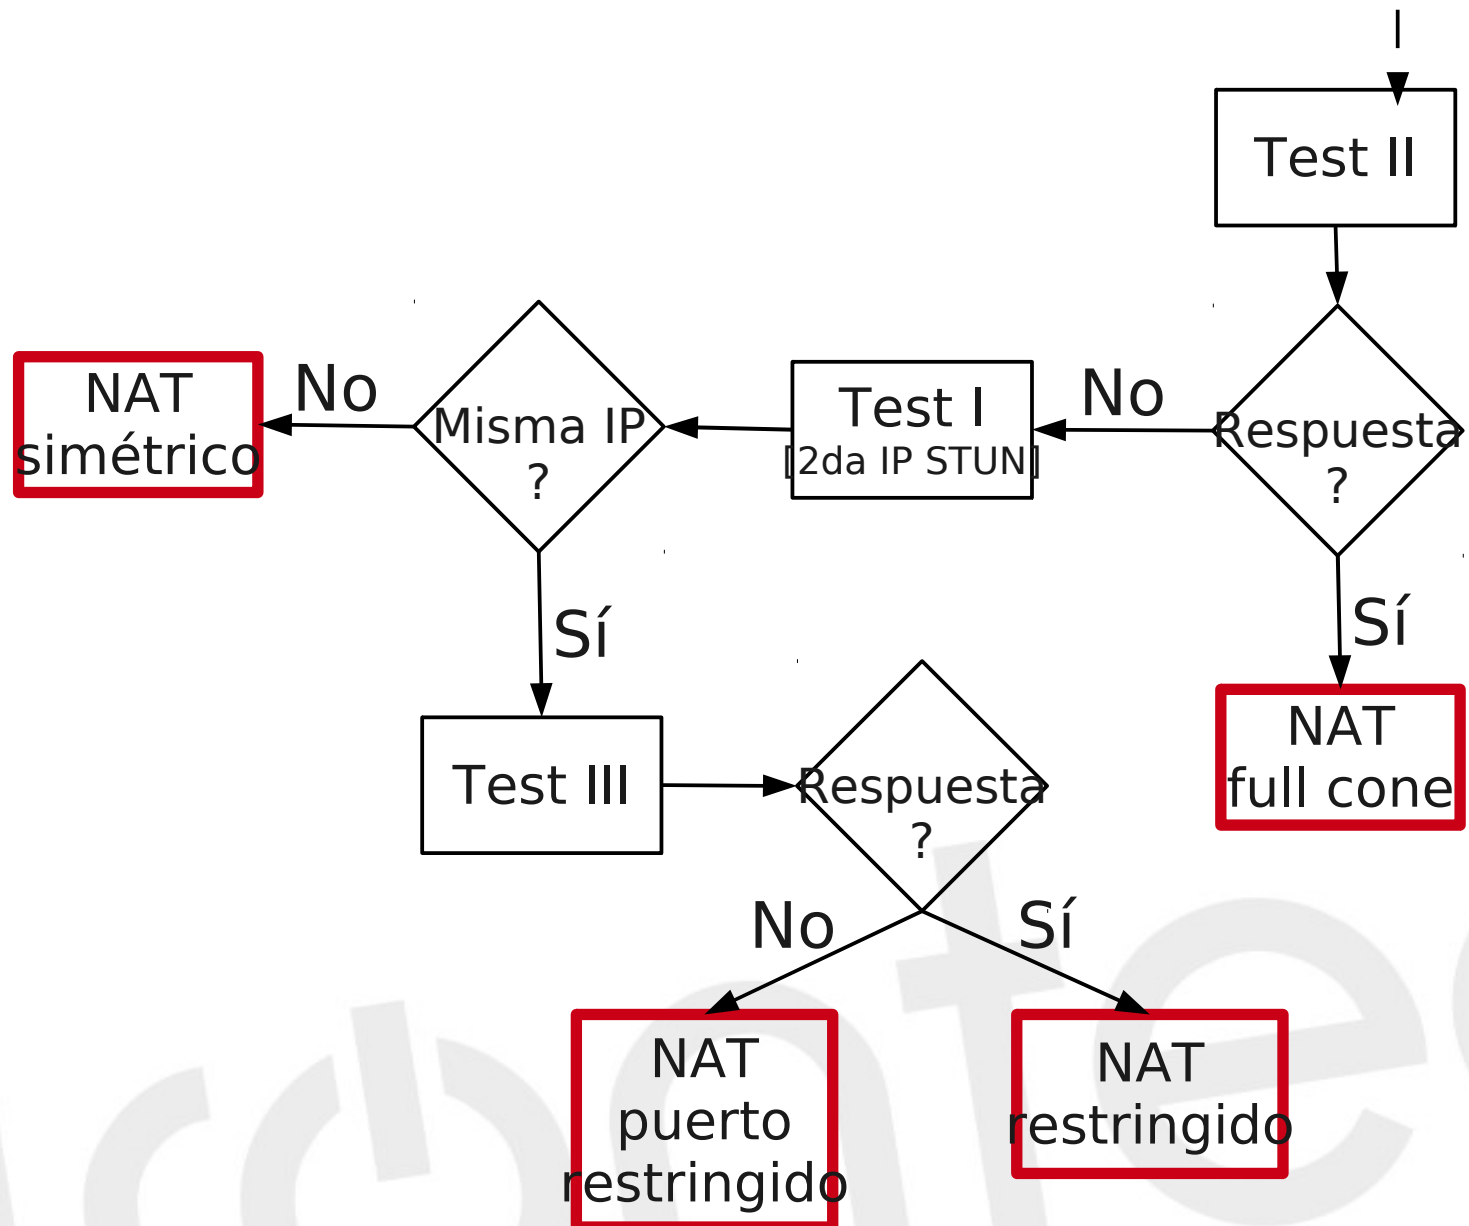 Test II
Respuesta
?
No
Test I
[2da IP STUN]
Misma IP
?
No
NAT
simétrico
Sí
NAT
full cone
Sí
Test III
Respuesta
?
No
Sí
NAT
puerto
restringido
NAT
restringido